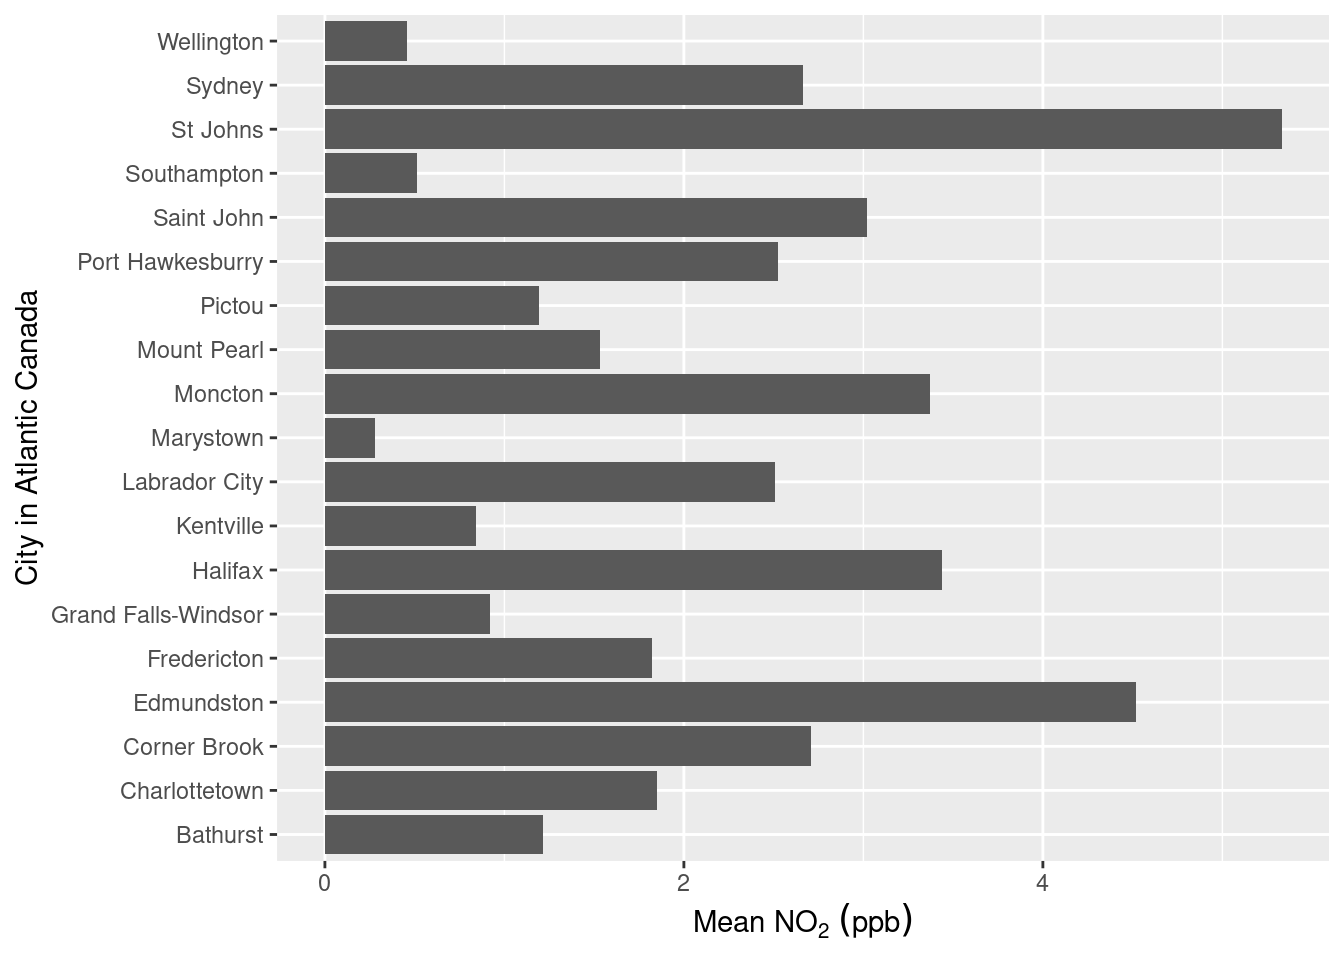 Wellington
Sydney
St Johns
Southampton
Saint John
Port Hawkesburry
Pictou
Mount Pearl
Moncton
Marystown
Labrador City
Kentville
Halifax
Grand Falls-Windsor
Fredericton
Edmundston
Corner Brook
Charlottetown
Bathurst
City in Atlantic Canada
0 2 4
Mean NO₂ (ppb)